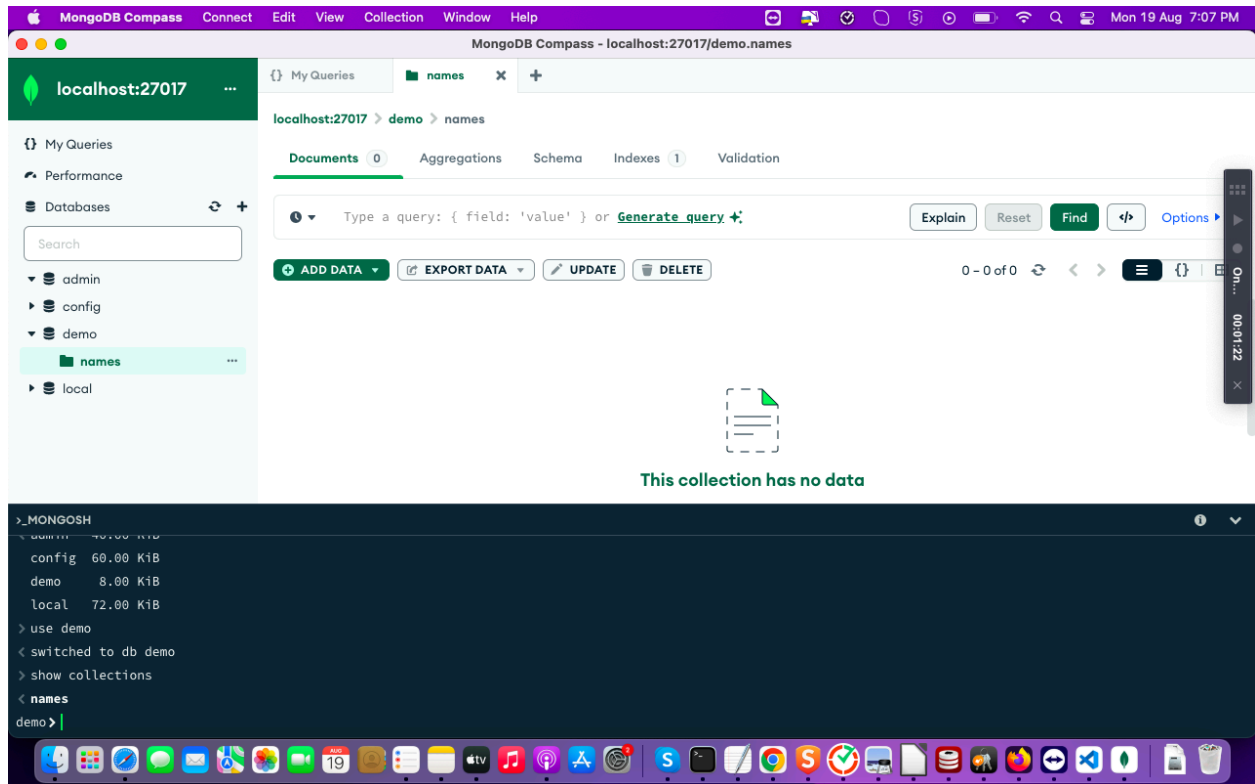 MongoDB Compass Connect Edit View Collection Window Help Mon 19 Aug 7:07 PM
MongoDB Compass - localhost:27017/demo.names
localhost:27017 ...
{} My Queries names × +
localhost:27017 > demo > names
{} My Queries
Performance
Databases +
Search
admin
config
demo
names ...
local
Documents 0 Aggregations Schema Indexes 1 Validation
Type a query: { field: 'value' } or Generate query
Explain Reset Find </> Options
ADD DATA EXPORT DATA UPDATE DELETE 0 – 0 of 0 < > {}
On... 00:01:22 ×
This collection has no data
>_MONGOSH
< admin
config 60.00 KiB
demo 8.00 KiB
local 72.00 KiB
> use demo
< switched to db demo
> show collections
< names
demo>
AUG
19
tv